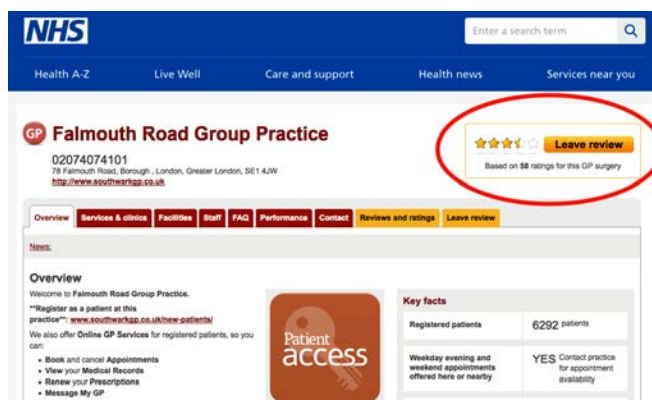 NHS
Enter a search term
Health A-Z Live Well Care and support Health news Services near you
GP Falmouth Road Group Practice
02074074101
78 Falmouth Road, Borough , London, Greater London, SE1 4JW
http://www.southwarkgp.co.uk
Leave review
Based on 58 ratings for this GP surgery
Overview Services & clinics Facilities Staff FAQ Performance Contact Reviews and ratings Leave review
News:
Overview
Welcome to Falmouth Road Group Practice.
**Register as a patient at this
practice**: www.southwarkgp.co.uk/new-patients/
We also offer Online GP Services for registered patients, so you
can:
• Book and cancel Appointments
• View your Medical Records
• Renew your Prescriptions
• Message My GP
Patient
access
Key facts
Registered patients 6292 patients
Weekday evening and
weekend appointments
offered here or nearby
YES Contact practice
for appointment
availability